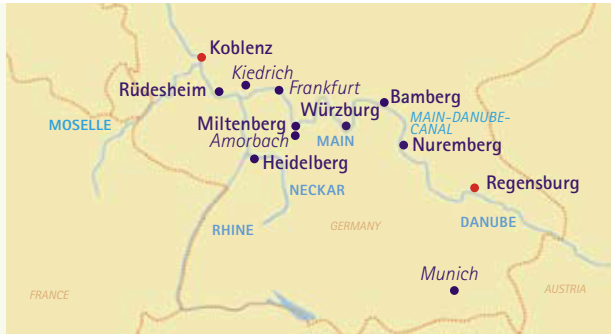 Koblenz
Kiedrich
Rüdesheim
Frankfurt
Bamberg
Würzburg
MOSELLE
Miltenberg
MAIN-DANUBE-
CANAL
Amorbach
MAIN
Nuremberg
Heidelberg
Regensburg
NECKAR
RHINE
GERMANY
DANUBE
Munich
FRANCE
AUSTRIA